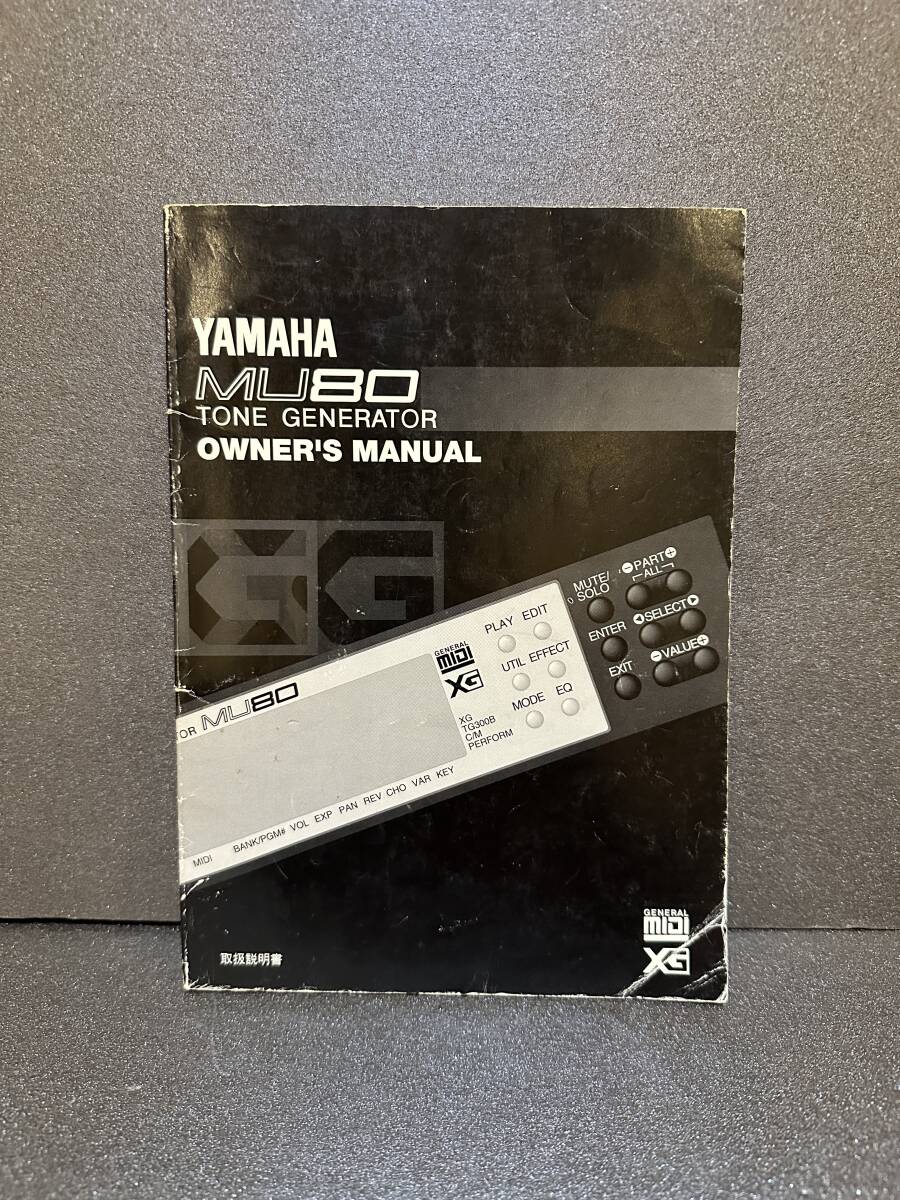 YAMAHA
MU80
TONE GENERATOR
OWNER'S MANUAL
XG
MUTE/
SOLO
PART
ALL
PLAY EDIT
ENTER
SELECT
UTIL EFFECT
EXIT
VALUE
MODE EQ
GENERAL
MIDI
XG
XG
TG300B
C/M
PERFORM
TOR MU80
MIDI BANK/PGM# VOL EXP PAN REV CHO VAR KEY
GENERAL
MIDI
XG
取扱説明書